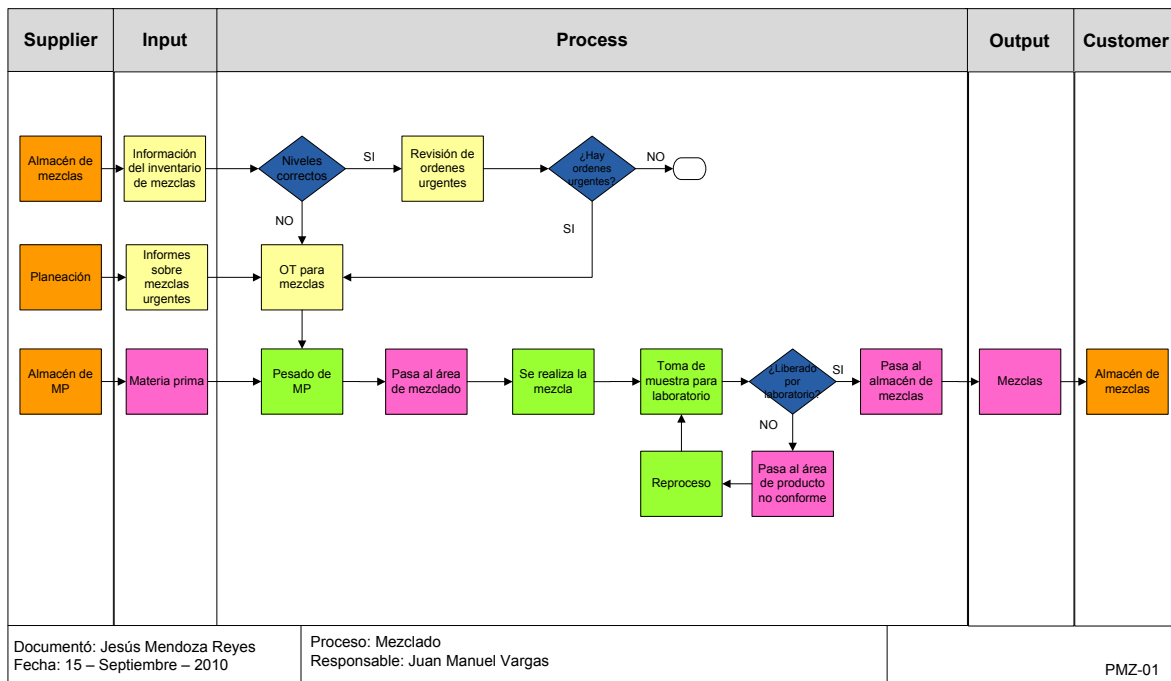 Supplier
Input
Process
Output
Customer
Almacén de
mezclas
Información
del inventario
de mezclas
Niveles
correctos
SI
Revisión de
ordenes
urgentes
¿Hay
ordenes
urgentes?
NO
NO
SI
Planeación
Informes
sobre
mezclas
urgentes
OT para
mezclas
Almacén de
MP
Materia prima
Pesado de
MP
Pasa al área
de mezclado
Se realiza la
mezcla
Toma de
muestra para
laboratorio
¿Liberado
por
laboratorio?
SI
Pasa al
almacén de
mezclas
Mezclas
Almacén de
mezclas
NO
Reproceso
Pasa al área
de producto
no conforme
Documentó: Jesús Mendoza Reyes
Fecha: 15 – Septiembre – 2010
Proceso: Mezclado
Responsable: Juan Manuel Vargas
PMZ-01